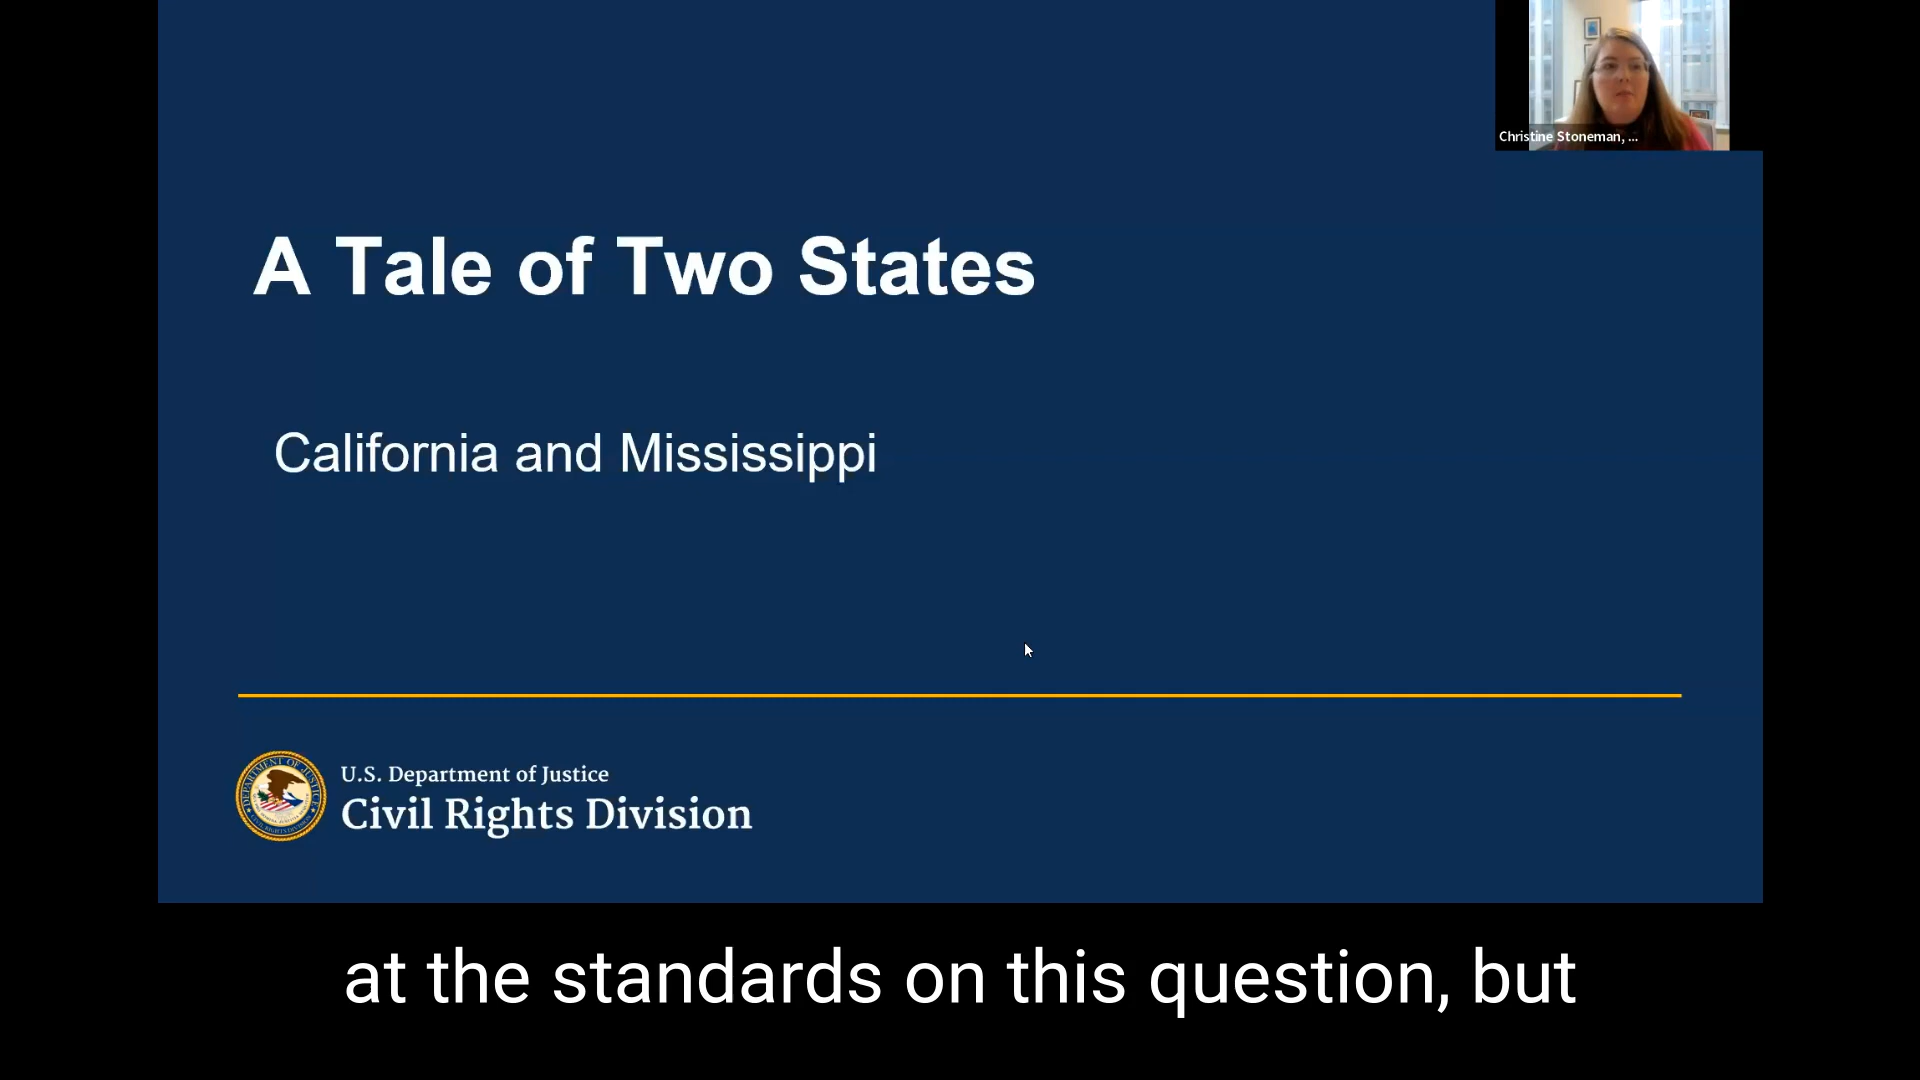 Christine Stoneman, ...
A Tale of Two States
California and Mississippi
U.S. Department of Justice
Civil Rights Division
at the standards on this question, but